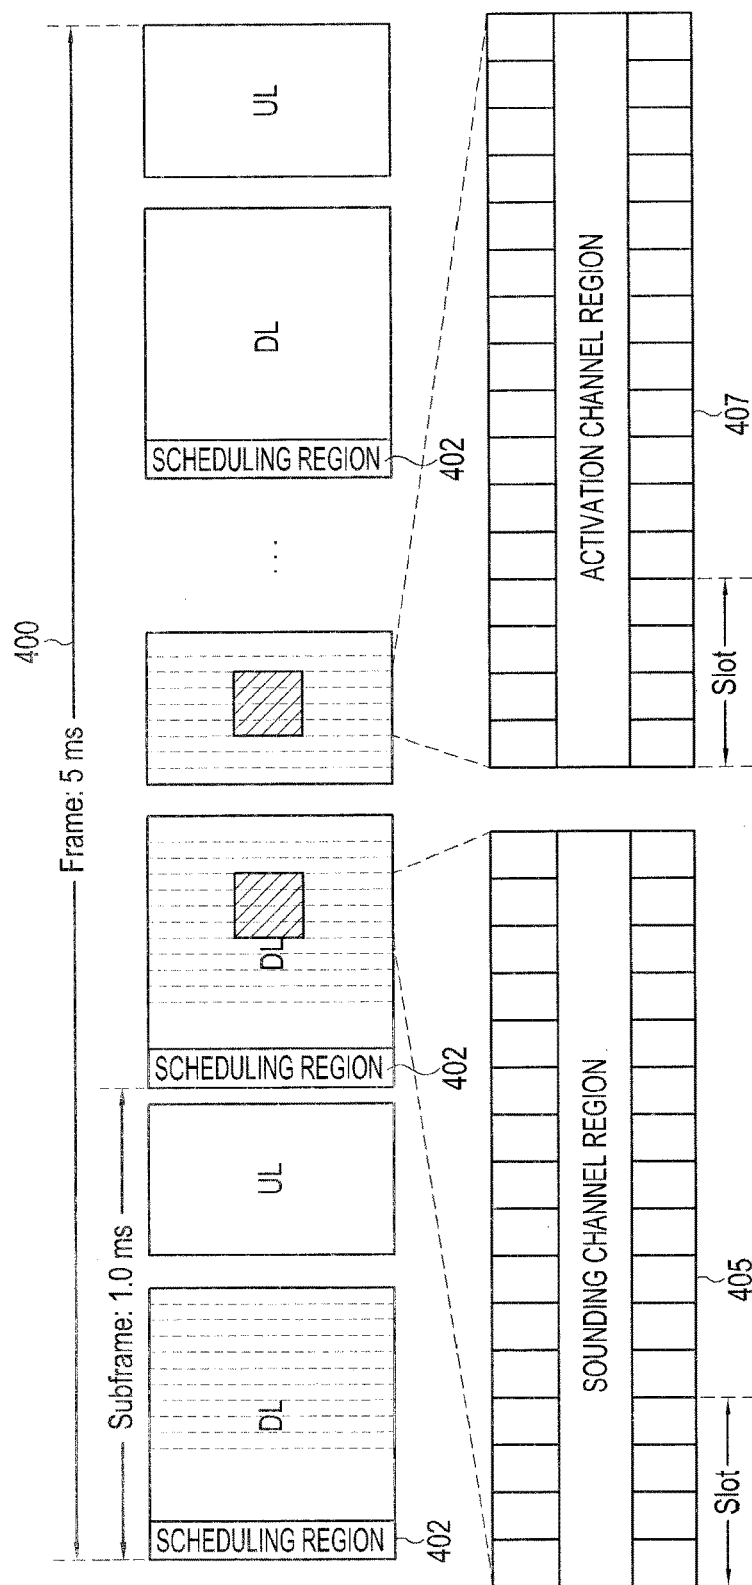 400
Frame: 5 ms
Subframe: 1.0 ms
SCHEDULING REGION
DL
UL
SCHEDULING REGION
DL
...
SCHEDULING REGION
DL
UL
402
402
402
SOUNDING CHANNEL REGION
ACTIVATION CHANNEL REGION
Slot
405
Slot
407